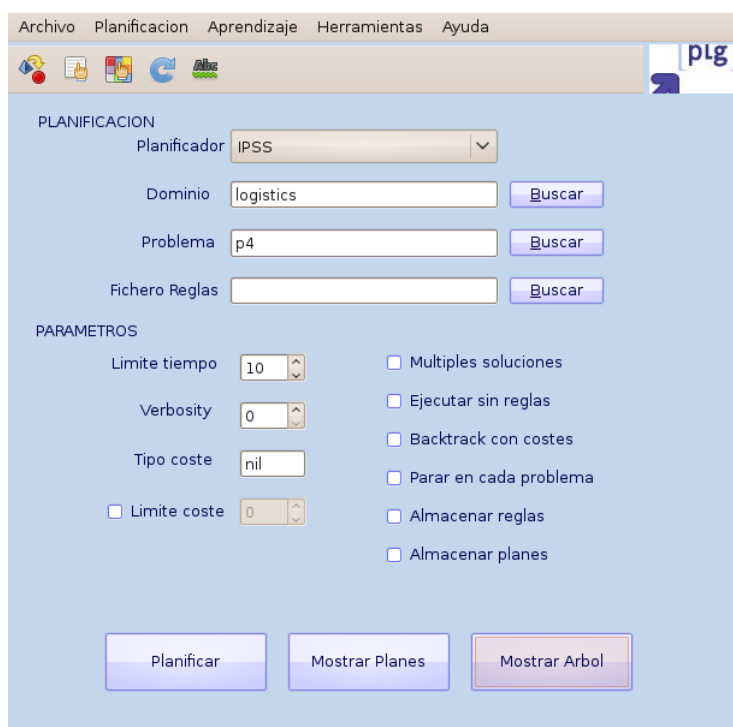 Archivo Planificacion Aprendizaje Herramientas Ayuda
Abc
plg
PLANIFICACION
Planificador IPSS
Dominio logistics Buscar
Problema p4 Buscar
Fichero Reglas Buscar
PARAMETROS
Limite tiempo 10 Multiples soluciones
Ejecutar sin reglas
Verbosity 0
Backtrack con costes
Tipo coste nil
Parar en cada problema
Limite coste 0 Almacenar reglas
Almacenar planes
Planificar Mostrar Planes Mostrar Arbol